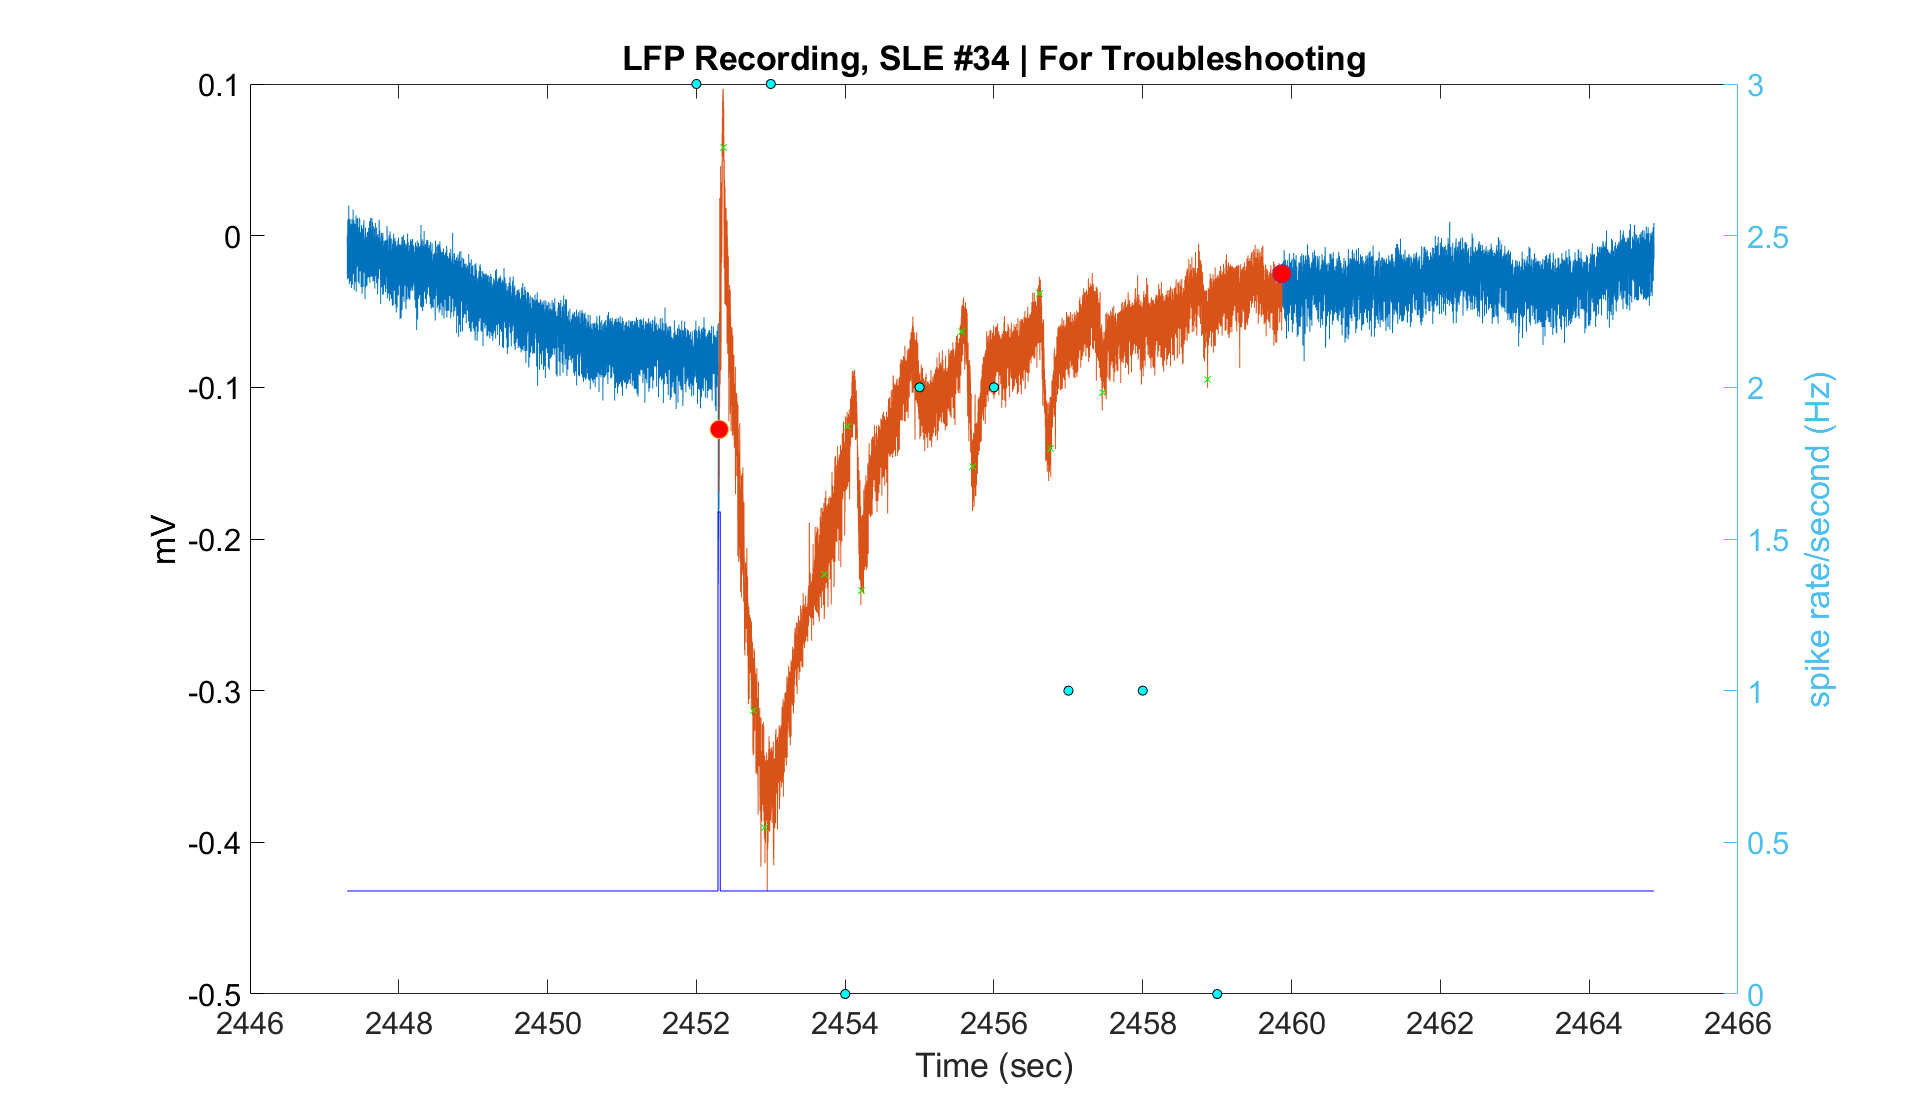 LFP Recording, SLE #34 | For Troubleshooting
0.1
0
-0.1
-0.2
-0.3
-0.4
-0.5
mV
3
2.5
2
1.5
1
0.5
0
spike rate/second (Hz)
2446 2448 2450 2452 2454 2456 2458 2460 2462 2464 2466
Time (sec)